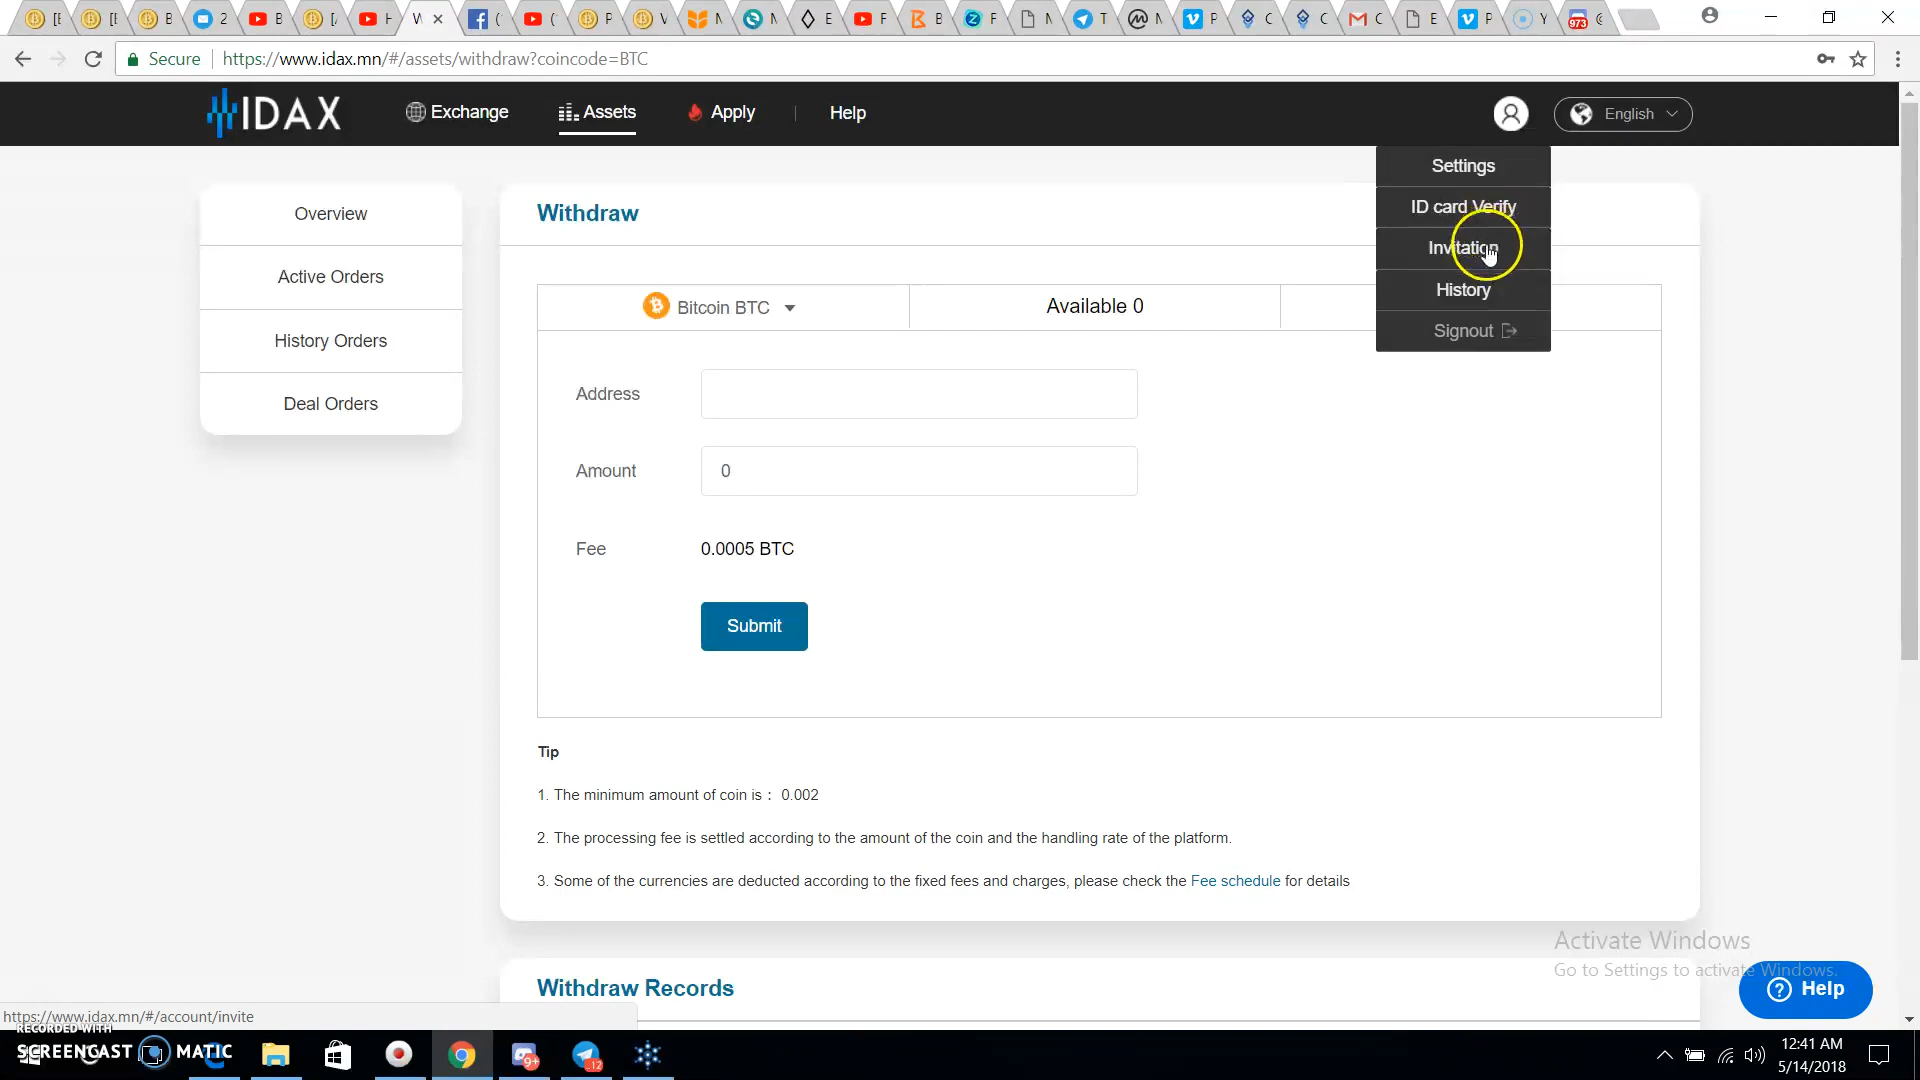 [E
[E
B
2
B
[/
H
W
(
P
V
N
N
E
F
B
F
N
T
N
P
C
C
C
E
P
Y
973
@
Secure
https://www.idax.mn/#/assets/withdraw?coincode=BTC
IDAX
Exchange
Assets
Apply
Help
English
Settings
ID card Verify
Invitation
History
Signout
Overview
Active Orders
History Orders
Deal Orders
Withdraw
Bitcoin BTC
Available 0
Address
Amount
0
Fee
0.0005 BTC
Submit
Tip
1. The minimum amount of coin is : 0.002
2. The processing fee is settled according to the amount of the coin and the handling rate of the platform.
3. Some of the currencies are deducted according to the fixed fees and charges, please check the Fee schedule for details
Activate Windows
Go to Settings to activate Windows.
Help
Withdraw Records
https://www.idax.mn/#/account/invite
RECORDED WITH
SCREENCAST MATIC
9+
12
12:41 AM
5/14/2018